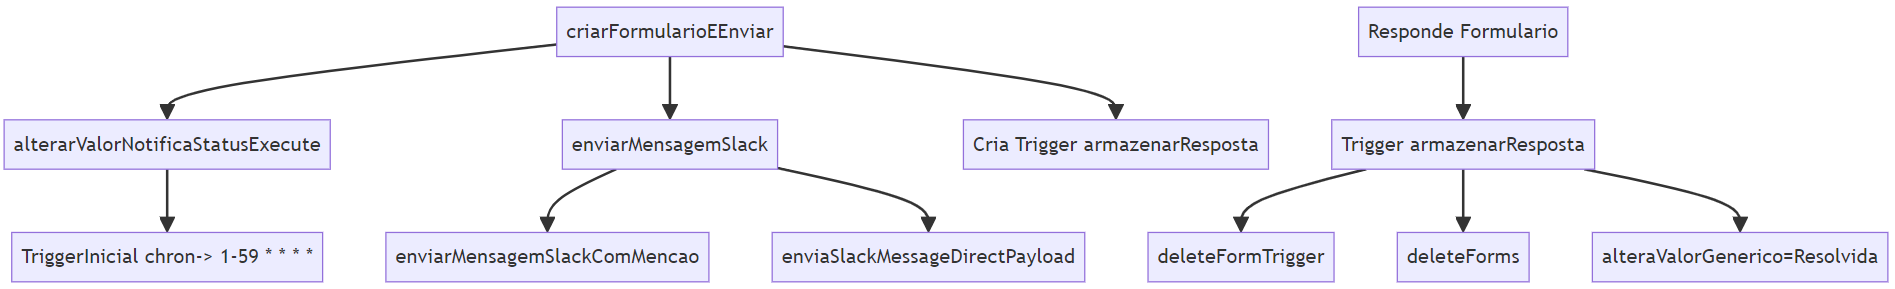 criarFormularioEEnviar
Responde Formulario
alterarValorNotificaStatusExecute
enviarMensagemSlack
Cria Trigger armazenarResposta
Trigger armazenarResposta
TriggerInicial chron-> 1-59 * * * *
enviarMensagemSlackComMencao
enviaSlackMessageDirectPayload
deleteFormTrigger
deleteForms
alteraValorGenerico=Resolvida